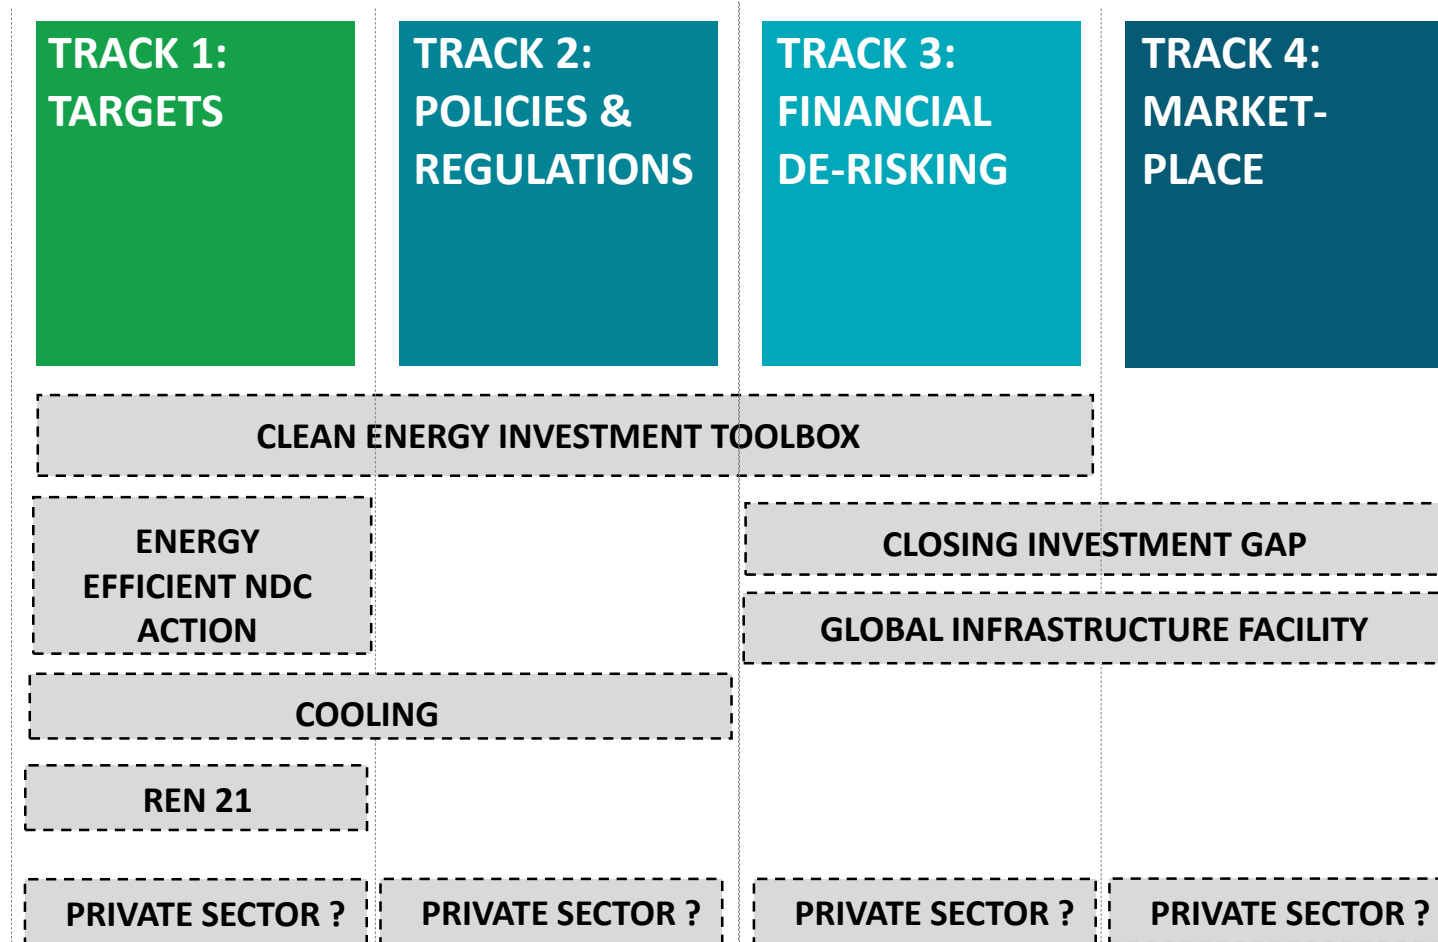 TRACK 1:
TARGETS
TRACK 2:
POLICIES &
REGULATIONS
TRACK 3:
FINANCIAL
DE-RISKING
TRACK 4:
MARKET-
PLACE
CLEAN ENERGY INVESTMENT TOOLBOX
ENERGY
EFFICIENT NDC
ACTION
CLOSING INVESTMENT GAP
GLOBAL INFRASTRUCTURE FACILITY
COOLING
REN 21
PRIVATE SECTOR ?
PRIVATE SECTOR ?
PRIVATE SECTOR ?
PRIVATE SECTOR ?